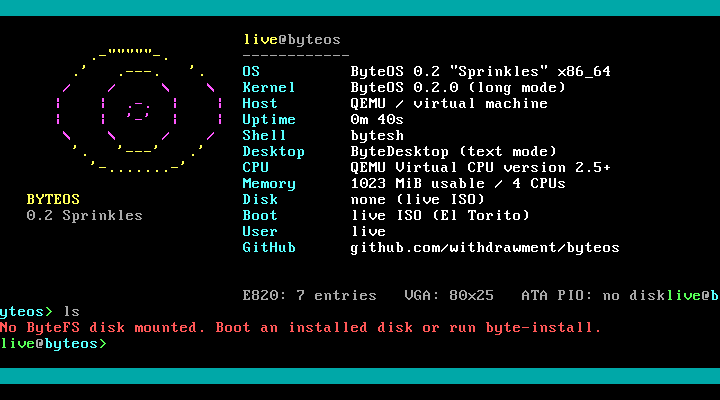 live@byteos
------------
OS ByteOS 0.2 "Sprinkles" x86_64
Kernel ByteOS 0.2.0 (long mode)
Host QEMU / virtual machine
Uptime 0m 40s
Shell bytesh
Desktop ByteDesktop (text mode)
CPU QEMU Virtual CPU version 2.5+
Memory 1023 MiB usable / 4 CPUs
Disk none (live ISO)
Boot live ISO (El Torito)
User live
GitHub github.com/withdrawment/byteos
BYTEOS
0.2 Sprinkles
E820: 7 entries VGA: 80x25 ATA PIO: no disklive@b
yteos> ls
No ByteFS disk mounted. Boot an installed disk or run byte-install.
live@byteos>